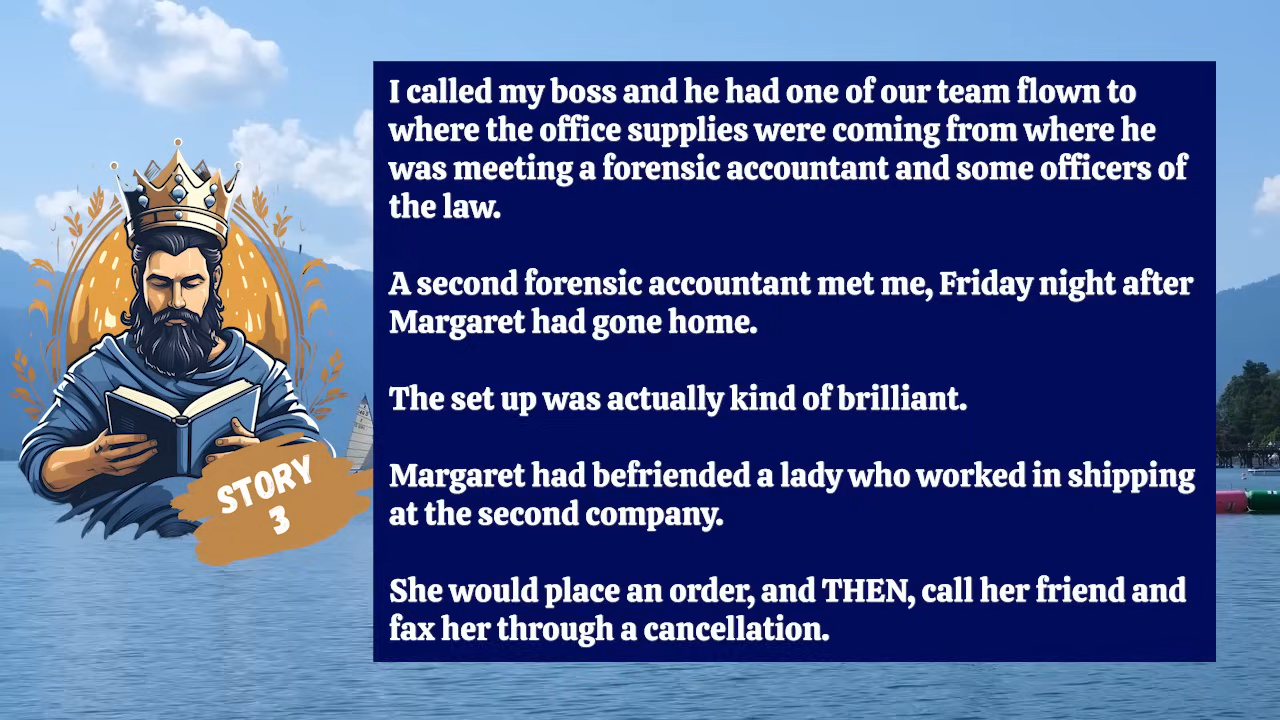 I called my boss and he had one of our team flown to
where the office supplies were coming from where he
was meeting a forensic accountant and some officers of
the law.
A second forensic accountant met me, Friday night after
Margaret had gone home.
The set up was actually kind of brilliant.
Margaret had befriended a lady who worked in shipping
at the second company.
She would place an order, and THEN, call her friend and
fax her through a cancellation.
STORY
3